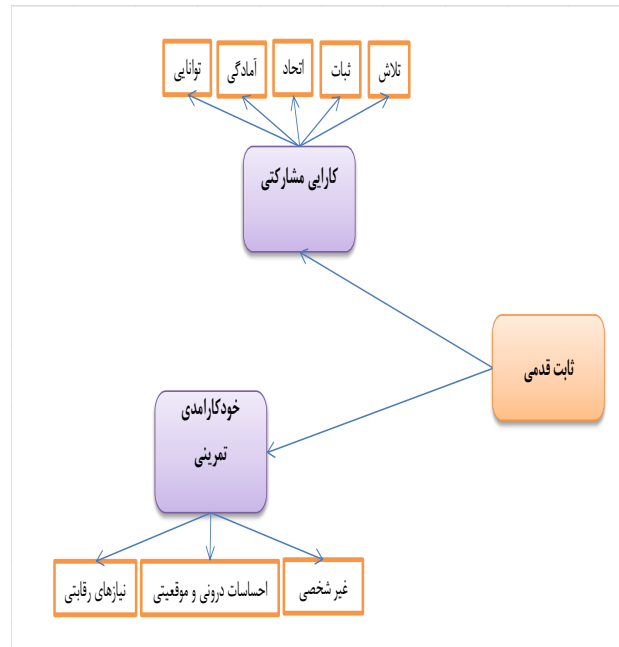 تلاش
ثبات
اتحاد
آمادگی
توانایی
کارایی مشارکتی
ثابت قدمی
خودکارامدی
تمرینی
غیر شخصی
احساسات درونی و موقعیتی
نیازهای رقابتی